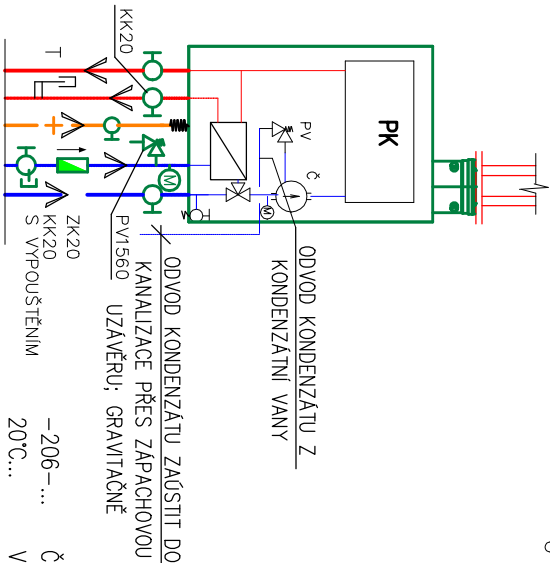 KK20
T
PK
PV
Č
M
M
PV1560
ZK20
KK20
S VYPOUŠTĚNÍM
ODVOD KONDENZÁTU Z
KONDENZÁTNÍ VANY
ODVOD KONDENZÁTU ZAÚSTIT DO
KANALIZACE PŘES ZÁPACHOVOU
UZÁVĚRU; GRAVITAČNĚ
-206-... Č
20°C... V